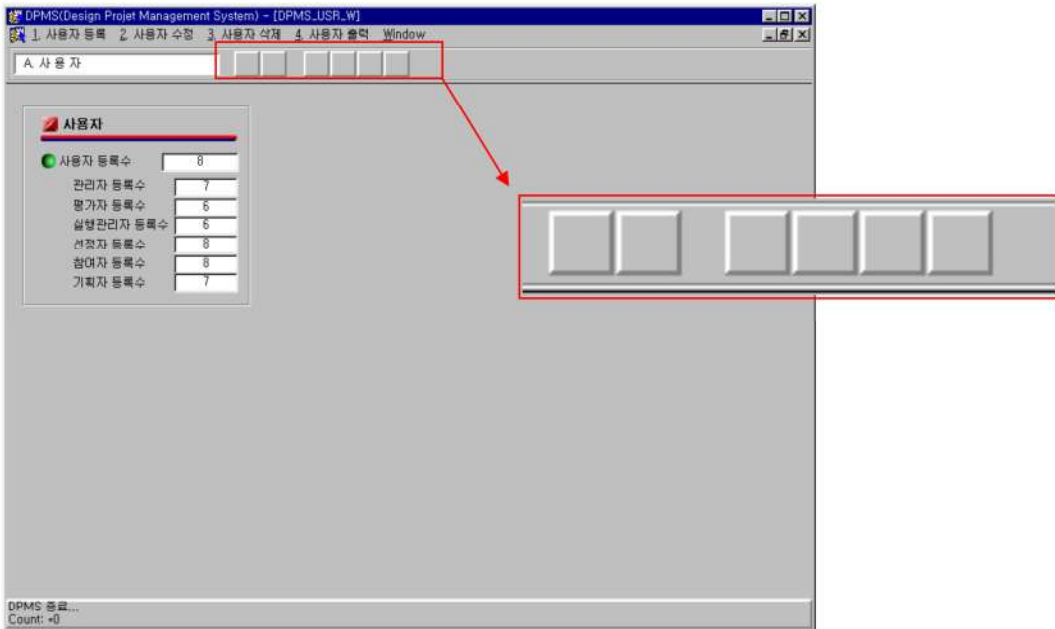 DPMS(Design Projet Management System) - [DPMS_USR_W]
1. 사용자 등록 2. 사용자 수정 3. 사용자 삭제 4. 사용자 출력 Window
A. 사 용 자
사용자
사용자 등록수 8
관리자 등록수 7
평가자 등록수 6
실행관리자 등록수 6
선정자 등록수 8
참여자 등록수 8
기획자 등록수 7
DPMS 종료...
Count: *0